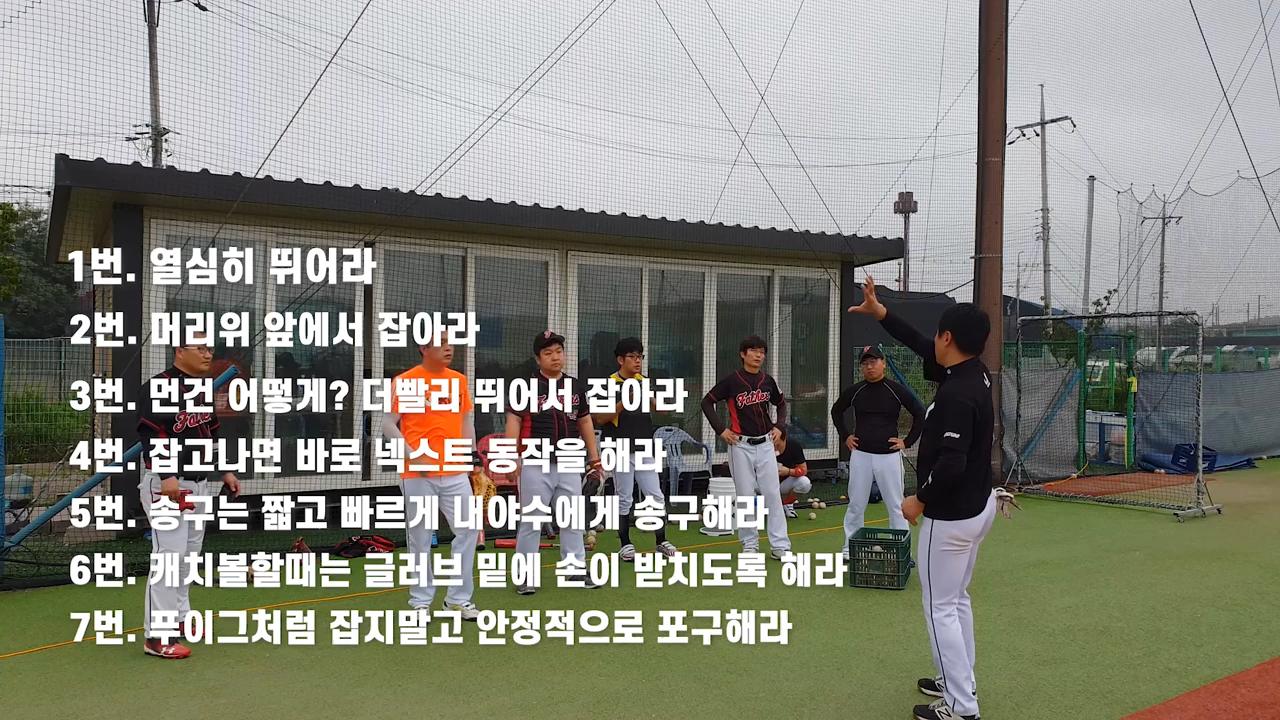 1번. 열심히 뛰어라
2번. 머리위 앞에서 잡아라
3번. 먼건 어떻게? 더빨리 뛰어서 잡아라
4번. 잡고나면 바로 넥스트 동작을 해라
5번. 송구는 짧고 빠르게 내야수에게 송구해라
6번. 캐치볼할때는 글러브 밑에 손이 받치도록 해라
7번. 푸이그처럼 잡지말고 안정적으로 포구해라